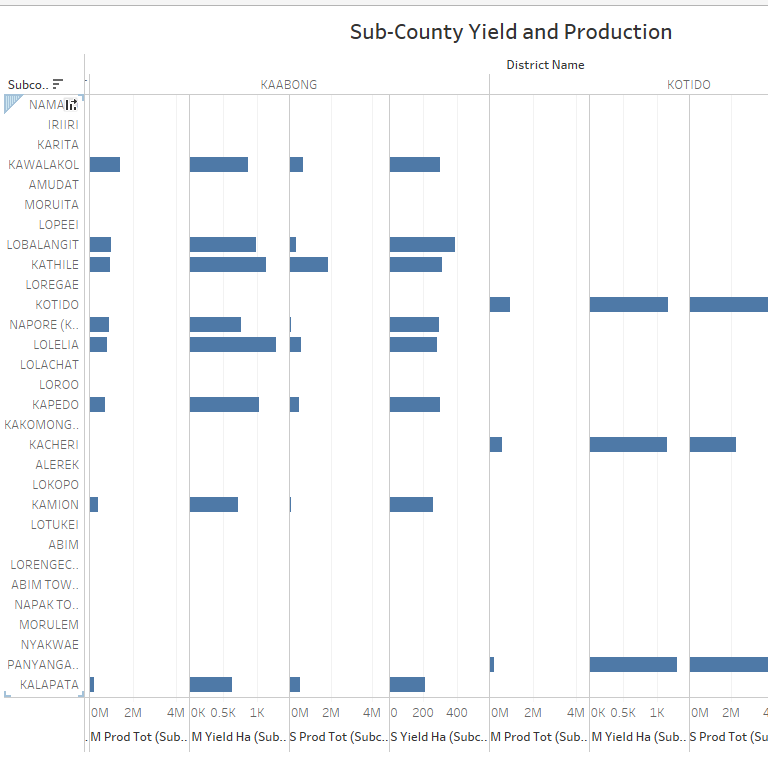 Sub-County Yield and Production
District Name
Subco..
KAABONG
KOTIDO
NAMA
IRIIRI
KARITA
KAWALAKOL
AMUDAT
MORUITA
LOPEEI
LOBALANGIT
KATHILE
LOREGAE
KOTIDO
NAPORE (K..
LOLELIA
LOLACHAT
LOROO
KAPEDO
KAKOMONG..
KACHERI
ALEREK
LOKOPO
KAMION
LOTUKEI
ABIM
LORENGEC..
ABIM TOW..
NAPAK TO..
MORULEM
NYAKWAE
PANYANGA..
KALAPATA
0M 2M 4M 0K 0.5K 1K 0M 2M 4M 0 200 400 0M 2M 4M 0K 0.5K 1K 0M 2M 4
. M Prod Tot (Sub.. M Yield Ha (Sub.. S Prod Tot (Subc.. S Yield Ha (Subc.. M Prod Tot (Sub.. M Yield Ha (Sub.. S Prod Tot (Sub